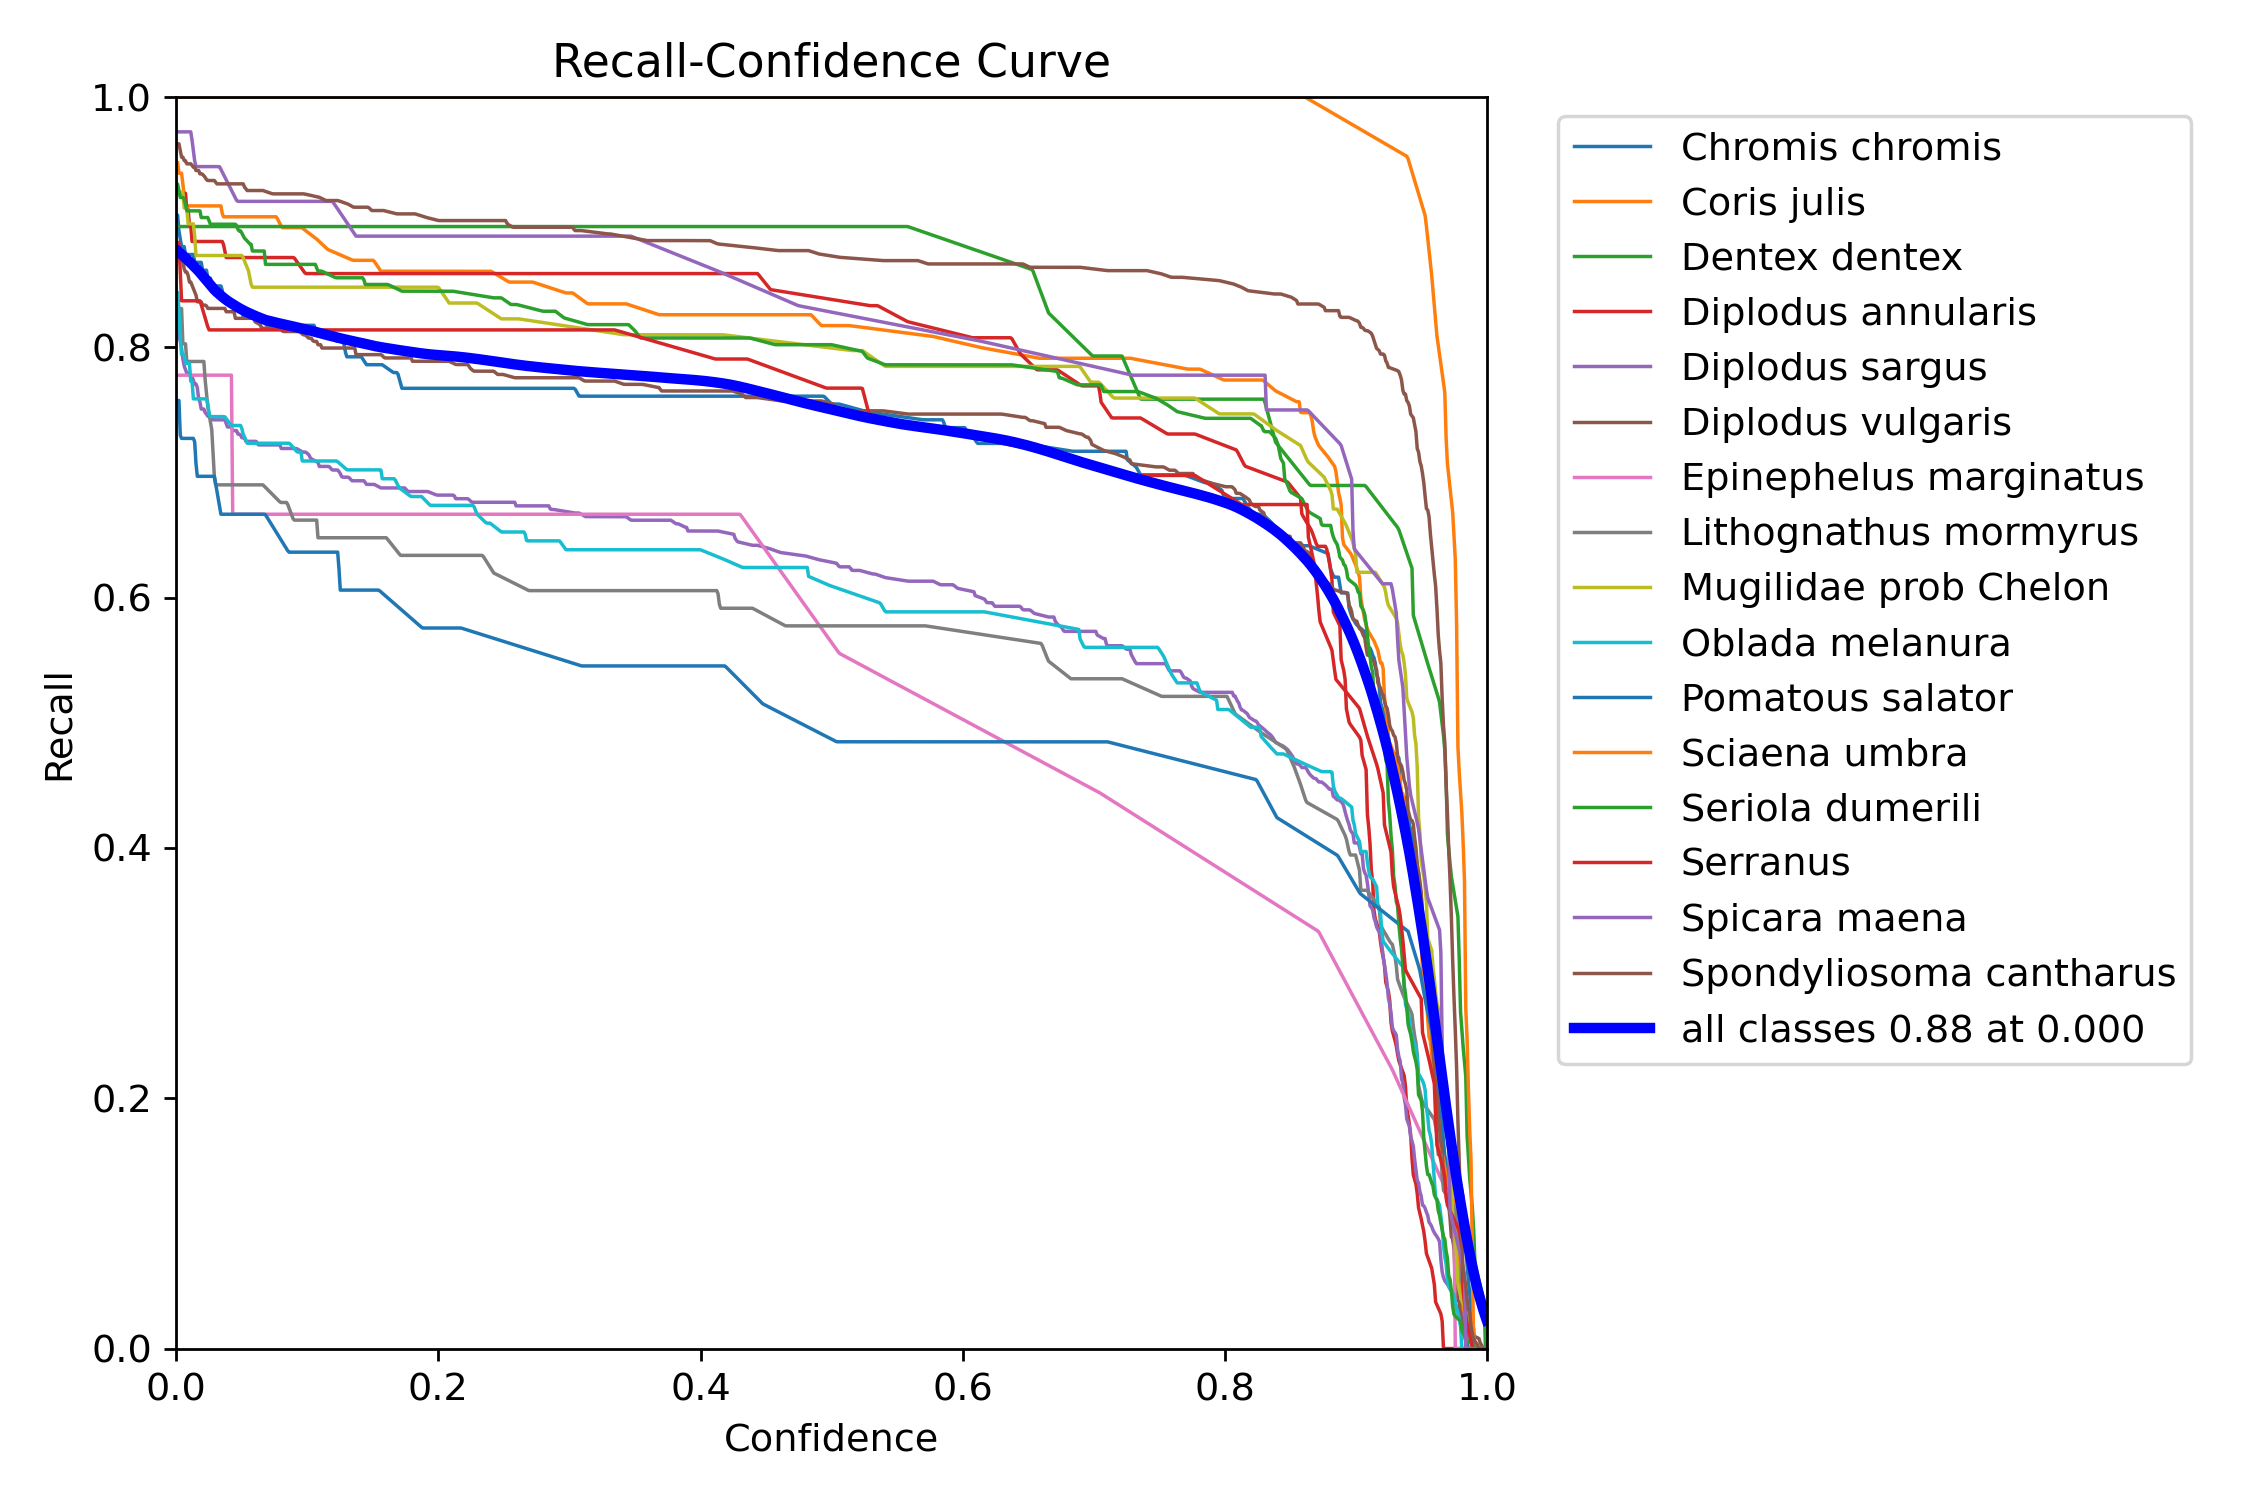 Recall-Confidence Curve
1.0
0.8
0.6
0.4
0.2
0.0
Recall
0.0 0.2 0.4 0.6 0.8 1.0
Confidence
Chromis chromis
Coris julis
Dentex dentex
Diplodus annularis
Diplodus sargus
Diplodus vulgaris
Epinephelus marginatus
Lithognathus mormyrus
Mugilidae prob Chelon
Oblada melanura
Pomatous salator
Sciaena umbra
Seriola dumerili
Serranus
Spicara maena
Spondyliosoma cantharus
all classes 0.88 at 0.000